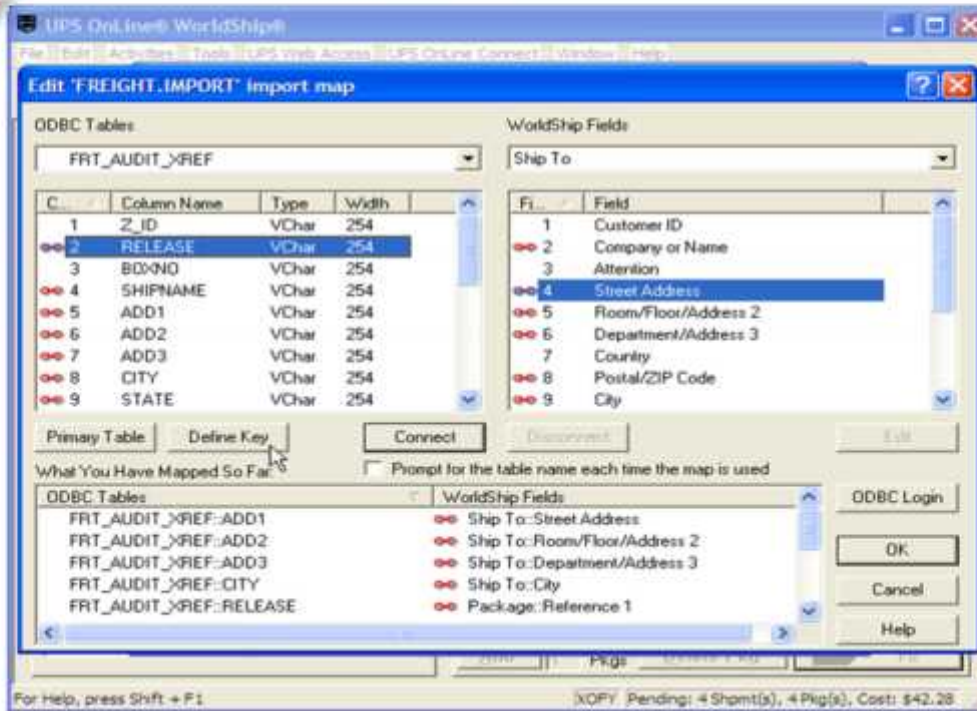 UPS OnLine® WorldShip®
File Edit Activities Tools UPS Web Access UPS OnLine Connect Window Help
Edit 'FREIGHT.IMPORT' import map
ODBC Tables
WorldShip Fields
FRT_AUDIT_XREF
Ship To
C... Column Name Type Width
Fi... Field
1 Z_ID VChar 254
1 Customer ID
2 RELEASE VChar 254
2 Company or Name
3 BOXNO VChar 254
3 Attention
4 SHIPNAME VChar 254
4 Street Address
5 ADD1 VChar 254
5 Room/Floor/Address 2
6 ADD2 VChar 254
6 Department/Address 3
7 ADD3 VChar 254
7 Country
8 CITY VChar 254
8 Postal/ZIP Code
9 STATE VChar 254
9 City
Primary Table Define Key Connect Disconnect Edit
What You Have Mapped So Far:
Prompt for the table name each time the map is used
ODBC Tables WorldShip Fields
ODBC Login
FRT_AUDIT_XREF::ADD1 Ship To::Street Address
FRT_AUDIT_XREF::ADD2 Ship To::Room/Floor/Address 2
FRT_AUDIT_XREF::ADD3 Ship To::Department/Address 3
FRT_AUDIT_XREF::CITY Ship To::City
FRT_AUDIT_XREF::RELEASE Package::Reference 1
OK
Cancel
Help
Pkgs
For Help, press Shift + F1
XOFY Pending: 4 Shpmt(s), 4 Pkg(s), Cost: $42.28